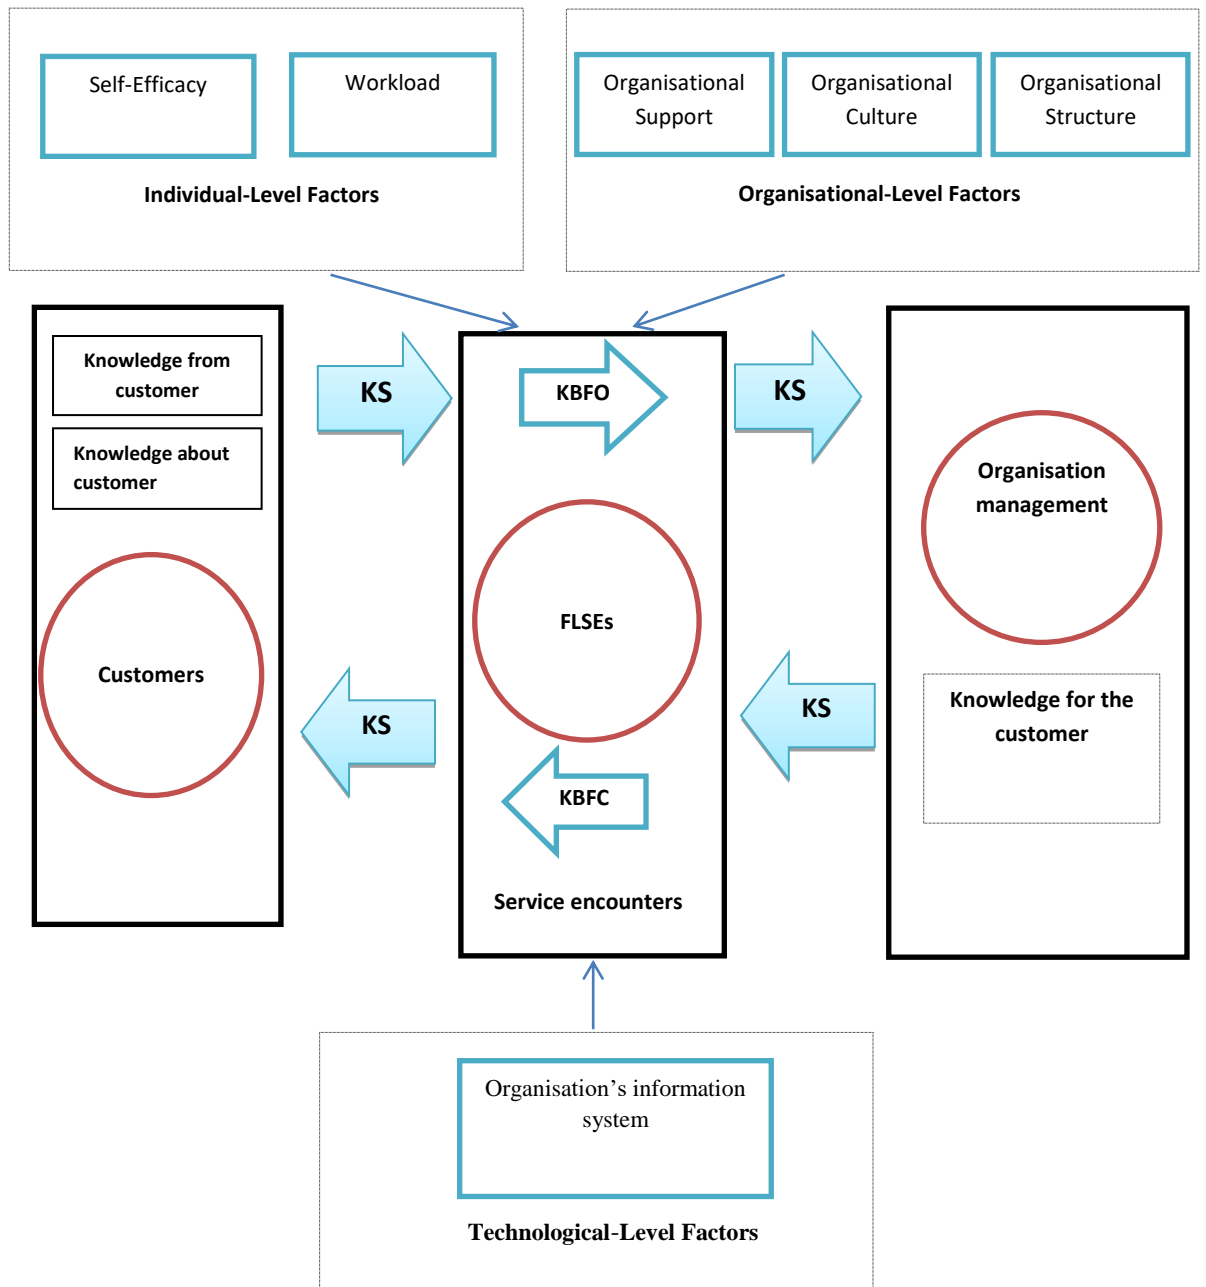 Self-Efficacy
Workload
Individual-Level Factors
Organisational
Support
Organisational
Culture
Organisational
Structure
Organisational-Level Factors
Knowledge from
customer
Knowledge about
customer
Customers
KS
KS
KBFO
FLSEs
KBFC
Service encounters
KS
KS
Organisation
management
Knowledge for the
customer
Organisation’s information
system
Technological-Level Factors